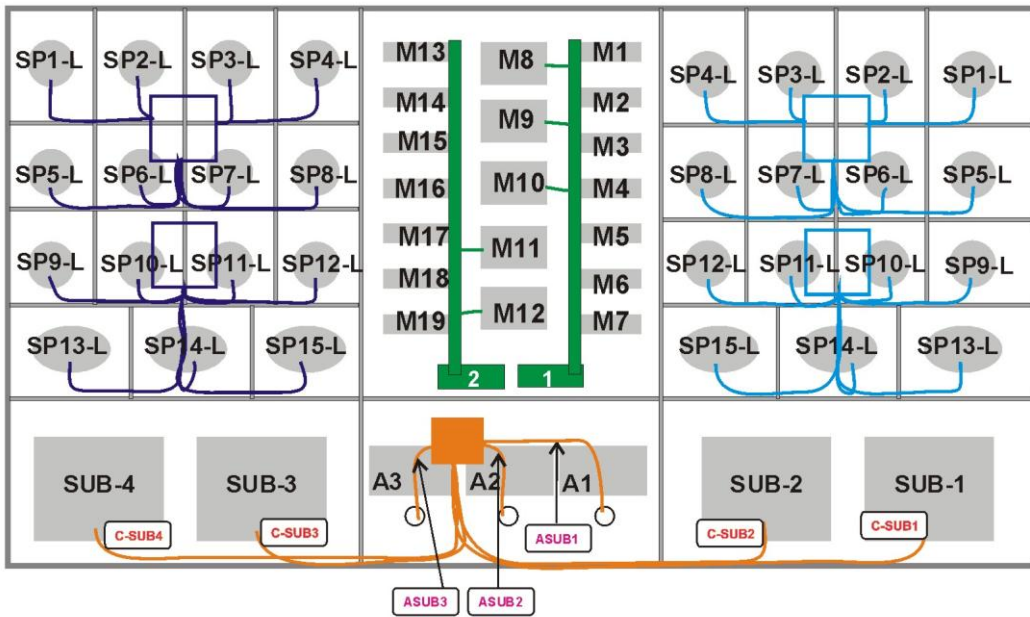 SP1-L SP2-L SP3-L SP4-L
SP5-L SP6-L SP7-L SP8-L
SP9-L SP10-L SP11-L SP12-L
SP13-L SP14-L SP15-L
M13
M14
M15
M16
M17
M18
M19
M8
M9
M10
M11
M12
M1
M2
M3
M4
M5
M6
M7
2 1
SP4-L SP3-L SP2-L SP1-L
SP8-L SP7-L SP6-L SP5-L
SP12-L SP11-L SP10-L SP9-L
SP15-L SP14-L SP13-L
SUB-4 SUB-3
C-SUB4 C-SUB3
A3 A2 A1
ASUB1
ASUB3 ASUB2
SUB-2 SUB-1
C-SUB2 C-SUB1